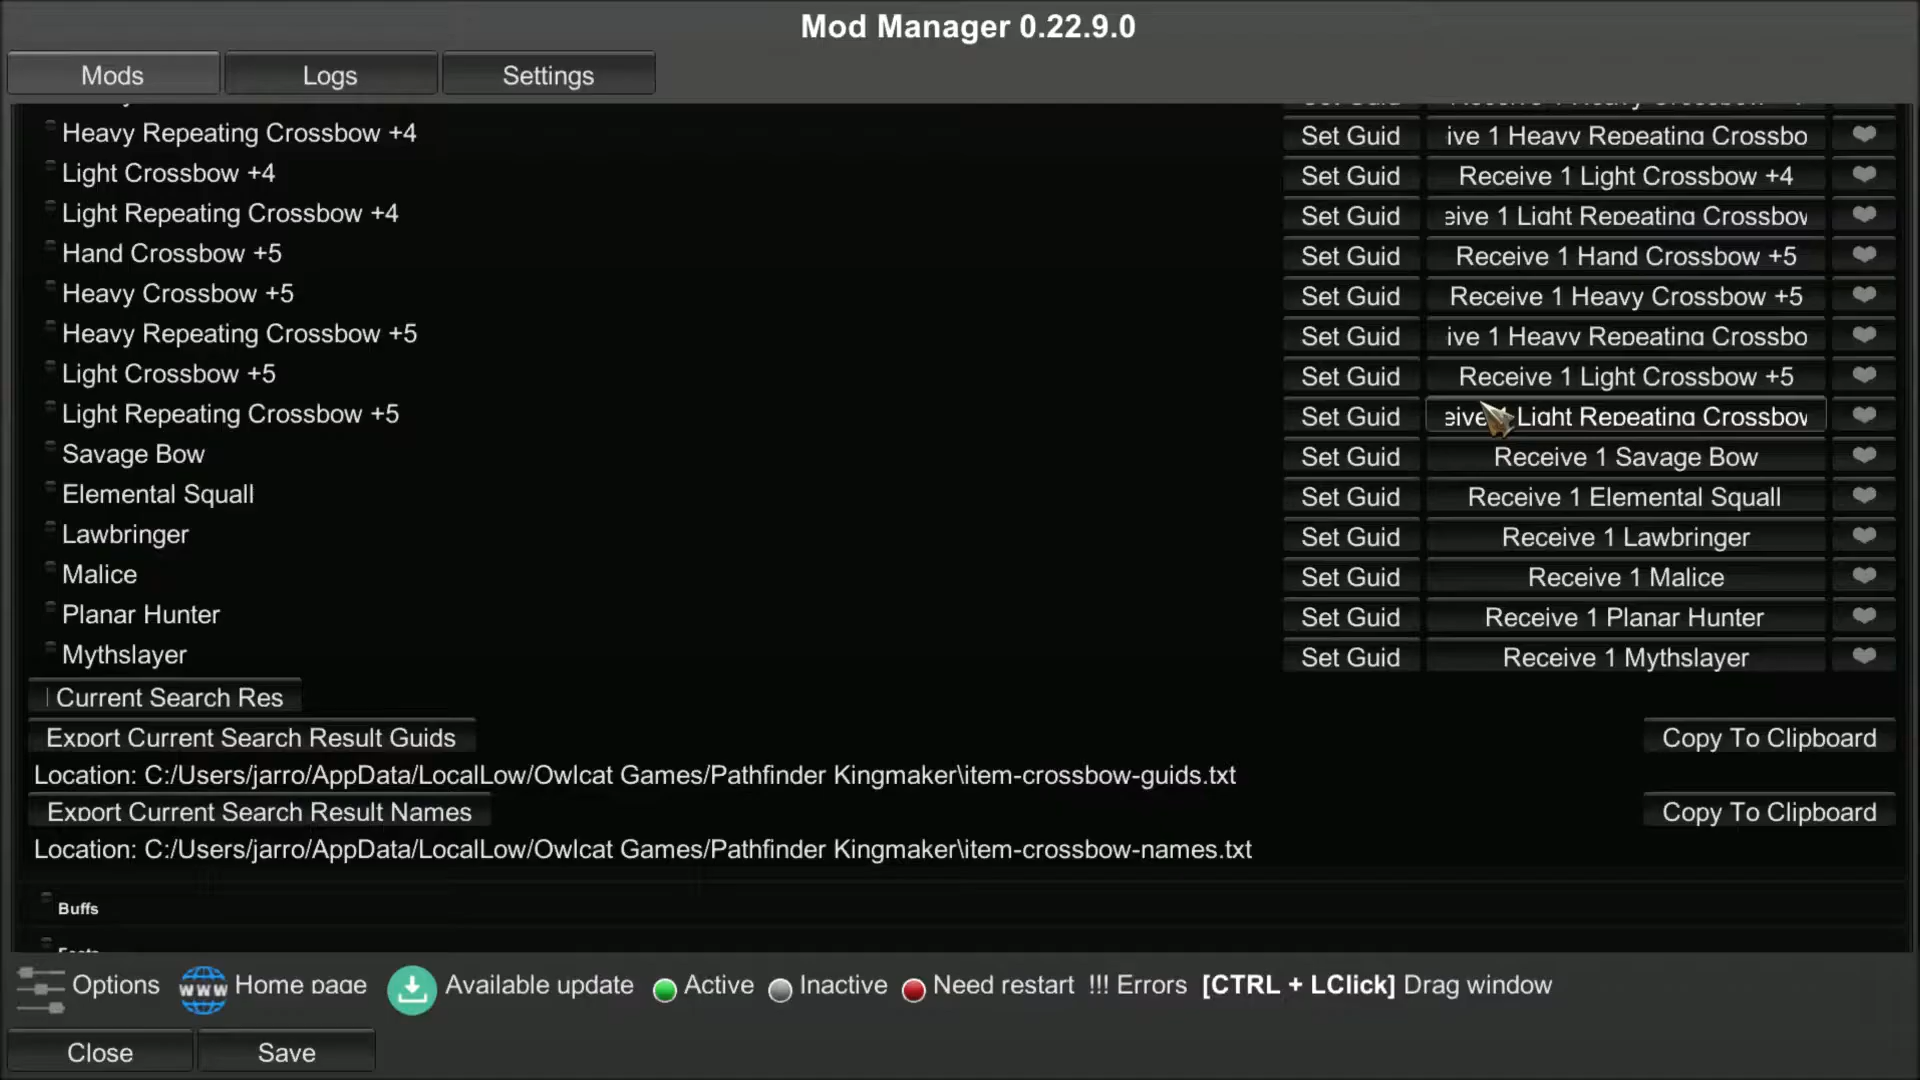 Mod Manager 0.22.9.0
Mods Logs Settings
Heavy Repeating Crossbow +4 Set Guid ive 1 Heavy Repeating Crossbo
Light Crossbow +4 Set Guid Receive 1 Light Crossbow +4
Light Repeating Crossbow +4 Set Guid eive 1 Light Repeating Crossbow
Hand Crossbow +5 Set Guid Receive 1 Hand Crossbow +5
Heavy Crossbow +5 Set Guid Receive 1 Heavy Crossbow +5
Heavy Repeating Crossbow +5 Set Guid ive 1 Heavy Repeating Crossbo
Light Crossbow +5 Set Guid Receive 1 Light Crossbow +5
Light Repeating Crossbow +5 Set Guid eive Light Repeating Crossbow
Savage Bow Set Guid Receive 1 Savage Bow
Elemental Squall Set Guid Receive 1 Elemental Squall
Lawbringer Set Guid Receive 1 Lawbringer
Malice Set Guid Receive 1 Malice
Planar Hunter Set Guid Receive 1 Planar Hunter
Mythslayer Set Guid Receive 1 Mythslayer
Current Search Res
Export Current Search Result Guids Copy To Clipboard
Location: C:/Users/jarro/AppData/LocalLow/Owlcat Games/Pathfinder Kingmaker\item-crossbow-guids.txt
Export Current Search Result Names Copy To Clipboard
Location: C:/Users/jarro/AppData/LocalLow/Owlcat Games/Pathfinder Kingmaker\item-crossbow-names.txt
Buffs
Options www Home page Available update Active Inactive Need restart !!! Errors [CTRL + LClick] Drag window
Close Save